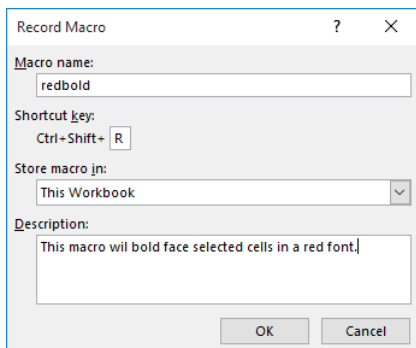 Record Macro ?
Macro name:
redbold
Shortcut key:
Ctrl+Shift+ R
Store macro in:
This Workbook
Description:
This macro wil bold face selected cells in a red font.
OK Cancel